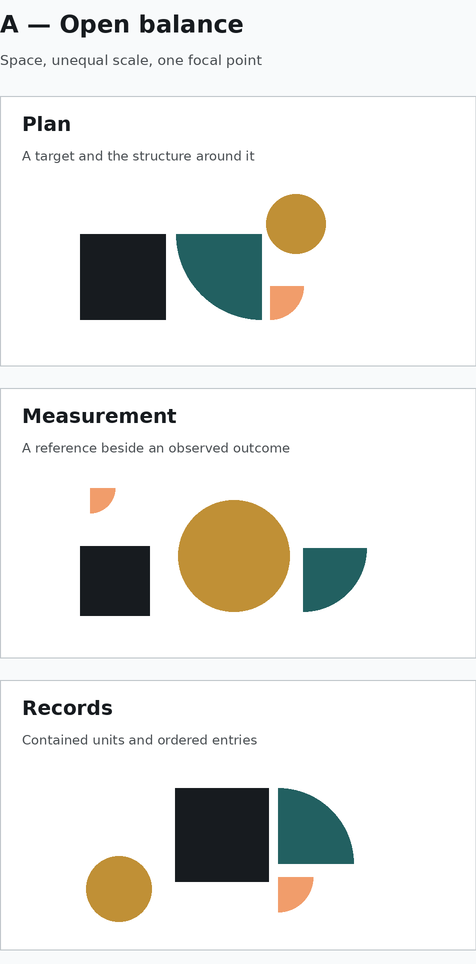 A — Open balance
Space, unequal scale, one focal point
Plan
A target and the structure around it
Measurement
A reference beside an observed outcome
Records
Contained units and ordered entries